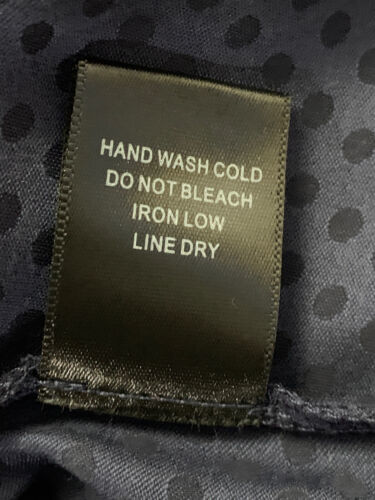 HAND WASH COLD
DO NOT BLEACH
IRON LOW
LINE DRY